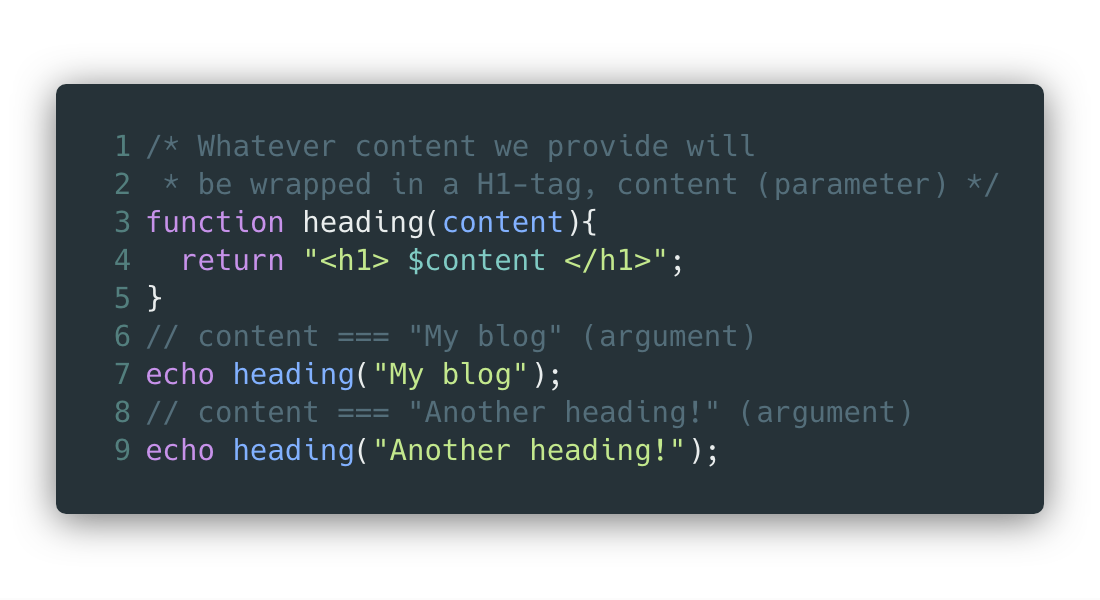 1 /* Whatever content we provide will
2  * be wrapped in a H1-tag, content (parameter) */
3 function heading(content){
4   return "<h1> $content </h1>";
5 }
6 // content === "My blog" (argument)
7 echo heading("My blog");
8 // content === "Another heading!" (argument)
9 echo heading("Another heading!");